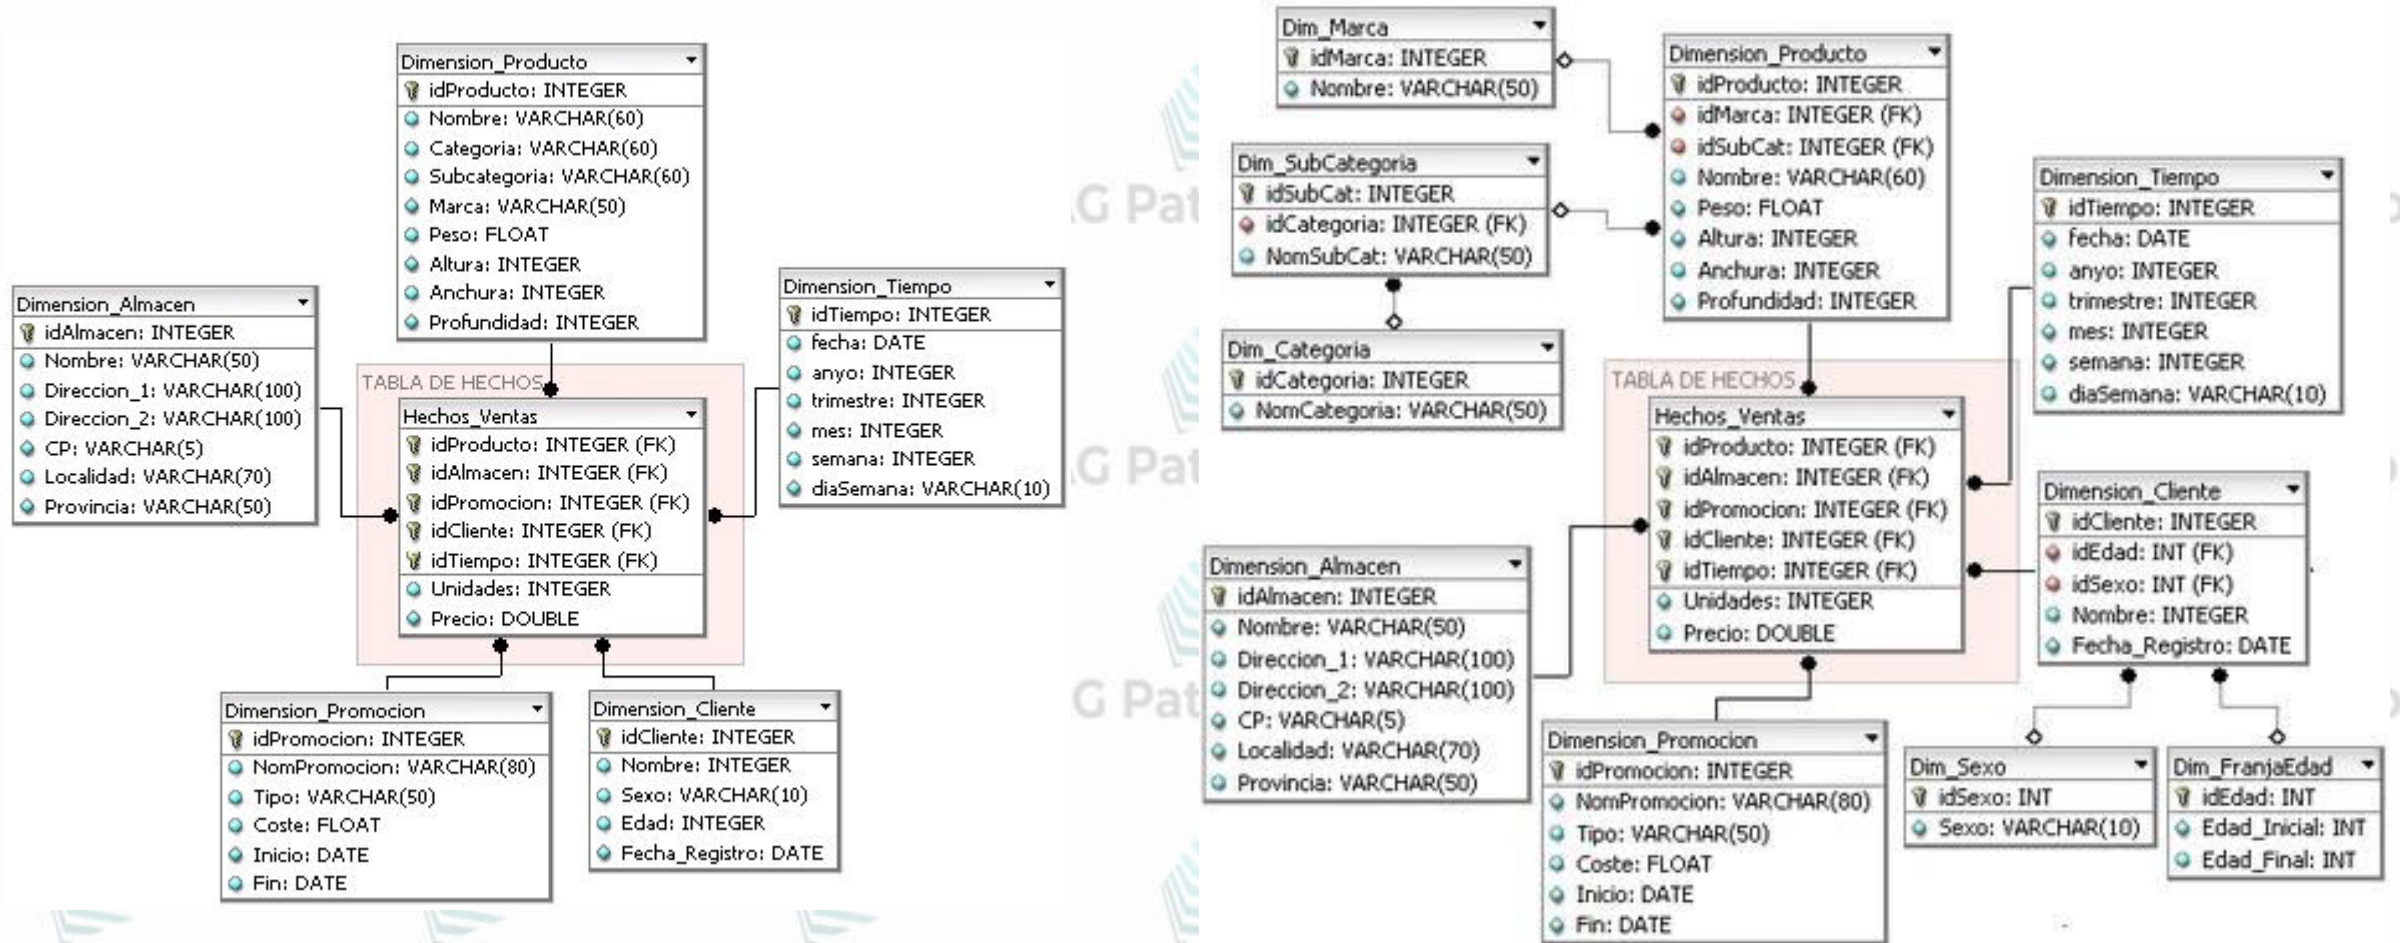 Dimension_Producto
idProducto: INTEGER
Nombre: VARCHAR(60)
Categoria: VARCHAR(60)
Subcategoria: VARCHAR(60)
Marca: VARCHAR(50)
Peso: FLOAT
Altura: INTEGER
Anchura: INTEGER
Profundidad: INTEGER
Dimension_Almacen
idAlmacen: INTEGER
Nombre: VARCHAR(50)
Direccion_1: VARCHAR(100)
Direccion_2: VARCHAR(100)
CP: VARCHAR(5)
Localidad: VARCHAR(70)
Provincia: VARCHAR(50)
TABLA DE HECHOS
Hechos_Ventas
idProducto: INTEGER (FK)
idAlmacen: INTEGER (FK)
idPromocion: INTEGER (FK)
idCliente: INTEGER (FK)
idTiempo: INTEGER (FK)
Unidades: INTEGER
Precio: DOUBLE
Dimension_Tiempo
idTiempo: INTEGER
fecha: DATE
anyo: INTEGER
trimestre: INTEGER
mes: INTEGER
semana: INTEGER
diaSemana: VARCHAR(10)
Dimension_Promocion
idPromocion: INTEGER
NomPromocion: VARCHAR(80)
Tipo: VARCHAR(50)
Coste: FLOAT
Inicio: DATE
Fin: DATE
Dimension_Cliente
idCliente: INTEGER
Nombre: INTEGER
Sexo: VARCHAR(10)
Edad: INTEGER
Fecha_Registro: DATE
G Pat
G Pat
G Pat
Dim_Marca
idMarca: INTEGER
Nombre: VARCHAR(50)
Dim_SubCategoria
idSubCat: INTEGER
idCategoria: INTEGER (FK)
NomSubCat: VARCHAR(50)
Dim_Categoria
idCategoria: INTEGER
NomCategoria: VARCHAR(50)
Dimension_Producto
idProducto: INTEGER
idMarca: INTEGER (FK)
idSubCat: INTEGER (FK)
Nombre: VARCHAR(60)
Peso: FLOAT
Altura: INTEGER
Anchura: INTEGER
Profundidad: INTEGER
Dimension_Tiempo
idTiempo: INTEGER
fecha: DATE
anyo: INTEGER
trimestre: INTEGER
mes: INTEGER
semana: INTEGER
diaSemana: VARCHAR(10)
TABLA DE HECHOS
Hechos_Ventas
idProducto: INTEGER (FK)
idAlmacen: INTEGER (FK)
idPromocion: INTEGER (FK)
idCliente: INTEGER (FK)
idTiempo: INTEGER (FK)
Unidades: INTEGER
Precio: DOUBLE
Dimension_Cliente
idCliente: INTEGER
idEdad: INT (FK)
idSexo: INT (FK)
Nombre: INTEGER
Fecha_Registro: DATE
Dimension_Almacen
idAlmacen: INTEGER
Nombre: VARCHAR(50)
Direccion_1: VARCHAR(100)
Direccion_2: VARCHAR(100)
CP: VARCHAR(5)
Localidad: VARCHAR(70)
Provincia: VARCHAR(50)
Dimension_Promocion
idPromocion: INTEGER
NomPromocion: VARCHAR(80)
Tipo: VARCHAR(50)
Coste: FLOAT
Inicio: DATE
Fin: DATE
Dim_Sexo
idSexo: INT
Sexo: VARCHAR(10)
Dim_FranjaEdad
idEdad: INT
Edad_Inicial: INT
Edad_Final: INT